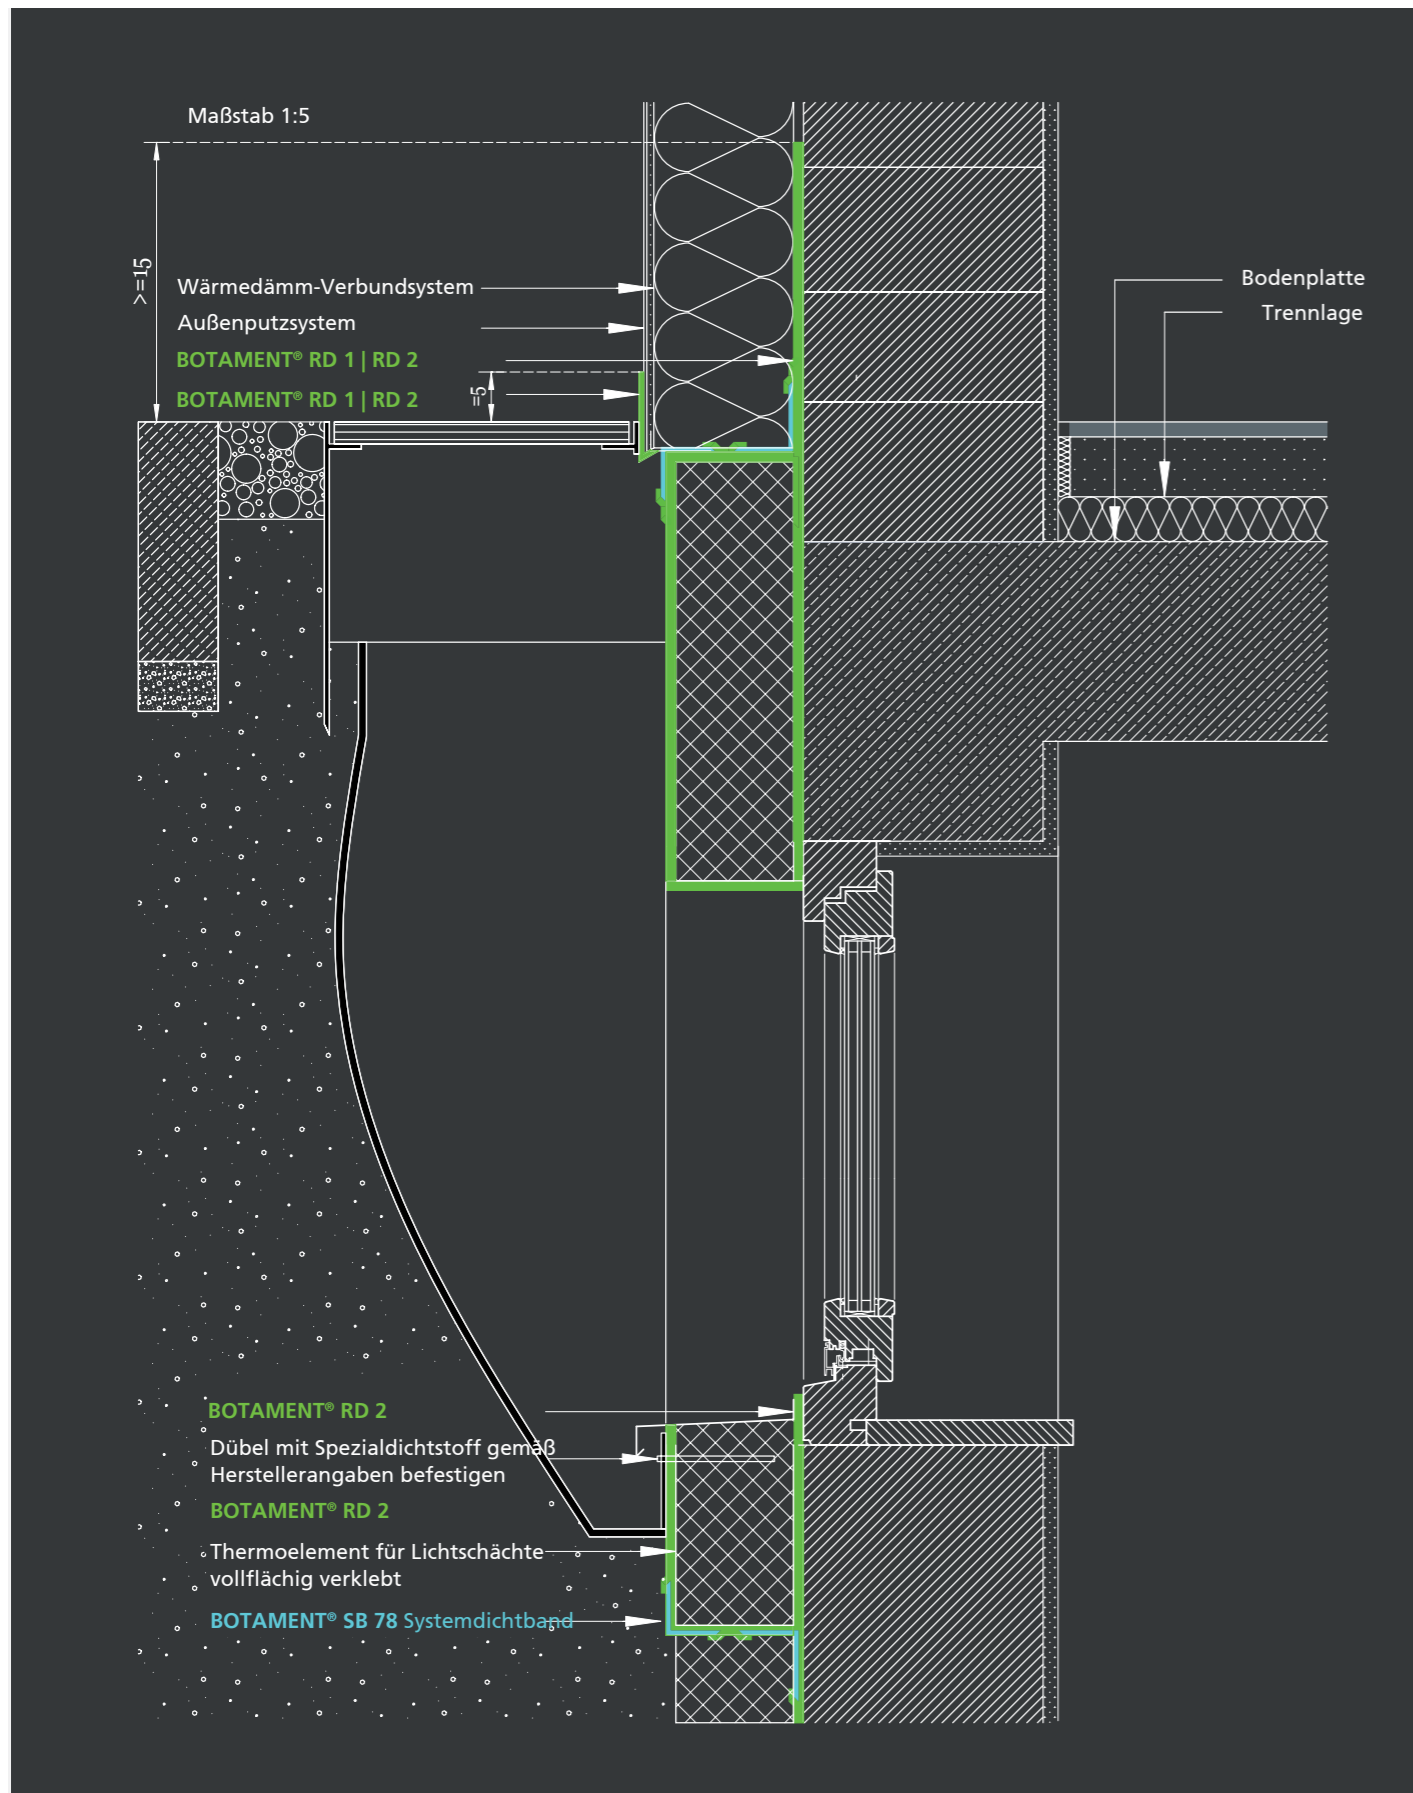 Maßstab 1:5
>=15
Wärmedämm-Verbundsystem
Außenputzsystem
BOTAMENT® RD 1 | RD 2
BOTAMENT® RD 1 | RD 2
=5
Bodenplatte
Trennlage
BOTAMENT® RD 2
Dübel mit Spezialdichtstoff gemäß
Herstellerangaben befestigen
BOTAMENT® RD 2
Thermoelement für Lichtschächte
vollflächig verklebt
BOTAMENT® SB 78 Systemdichtband